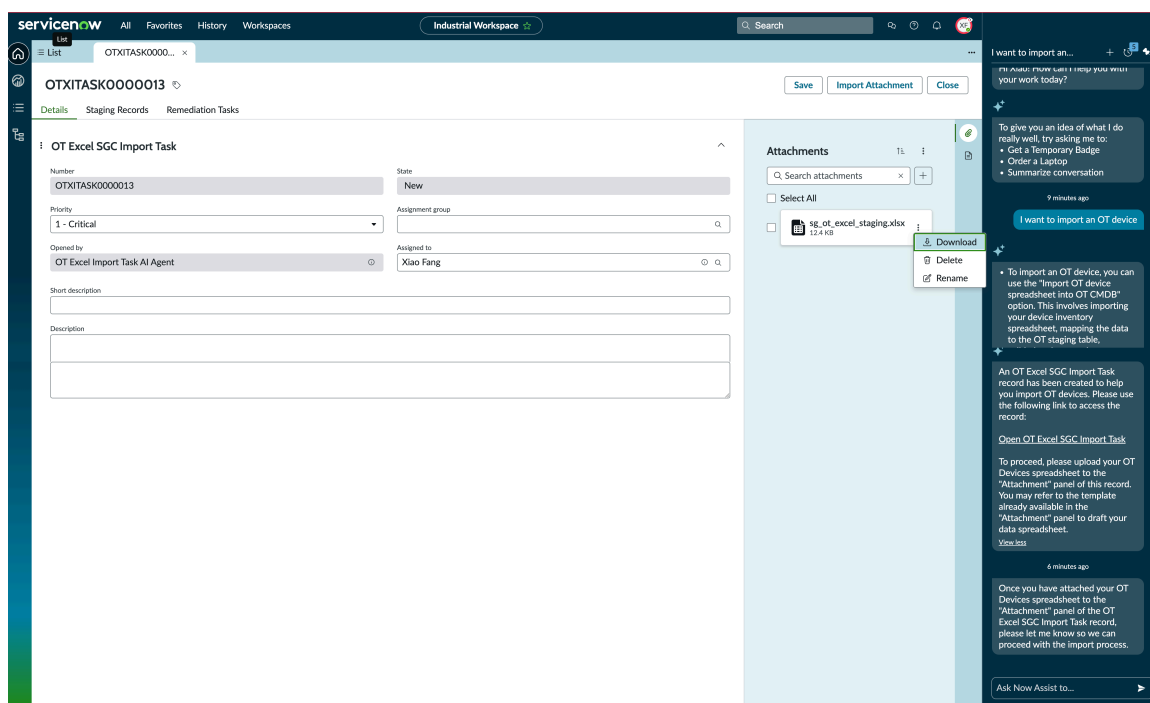 servicenow
All Favorites History Workspaces
Industrial Workspace
Search
XF
List
List
OTXITASK0000... ×
OTXITASK0000013
Save
Import Attachment
Close
Details
Staging Records
Remediation Tasks
OT Excel SGC Import Task
Number
OTXITASK0000013
State
New
Priority
1 - Critical
Assignment group
Opened by
OT Excel Import Task AI Agent
Assigned to
Xiao Fang
Short description
Description
Attachments
Search attachments
Select All
sg_ot_excel_staging.xlsx
12.4 KB
Download
Delete
Rename
I want to import an...
Hi Xiao! How can I help you with
your work today?
To give you an idea of what I do
really well, try asking me to:
• Get a Temporary Badge
• Order a Laptop
• Summarize conversation
9 minutes ago
I want to import an OT device
• To import an OT device, you can
use the "Import OT device
spreadsheet into OT CMDB"
option. This involves importing
your device inventory
spreadsheet, mapping the data
to the OT staging table,
An OT Excel SGC Import Task
record has been created to help
you import OT devices. Please use
the following link to access the
record:
Open OT Excel SGC Import Task
To proceed, please upload your OT
Devices spreadsheet to the
"Attachment" panel of this record.
You may refer to the template
already available in the
"Attachment" panel to draft your
data spreadsheet.
View less
6 minutes ago
Once you have attached your OT
Devices spreadsheet to the
"Attachment" panel of the OT
Excel SGC Import Task record,
please let me know so we can
proceed with the import process.
Ask Now Assist to...